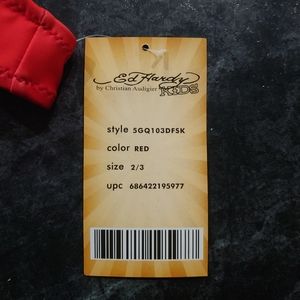 Ed Hardy
by Christian Audigier KIDS
style 5GQ103DFSK
color RED
size 2/3
upc 686422195977